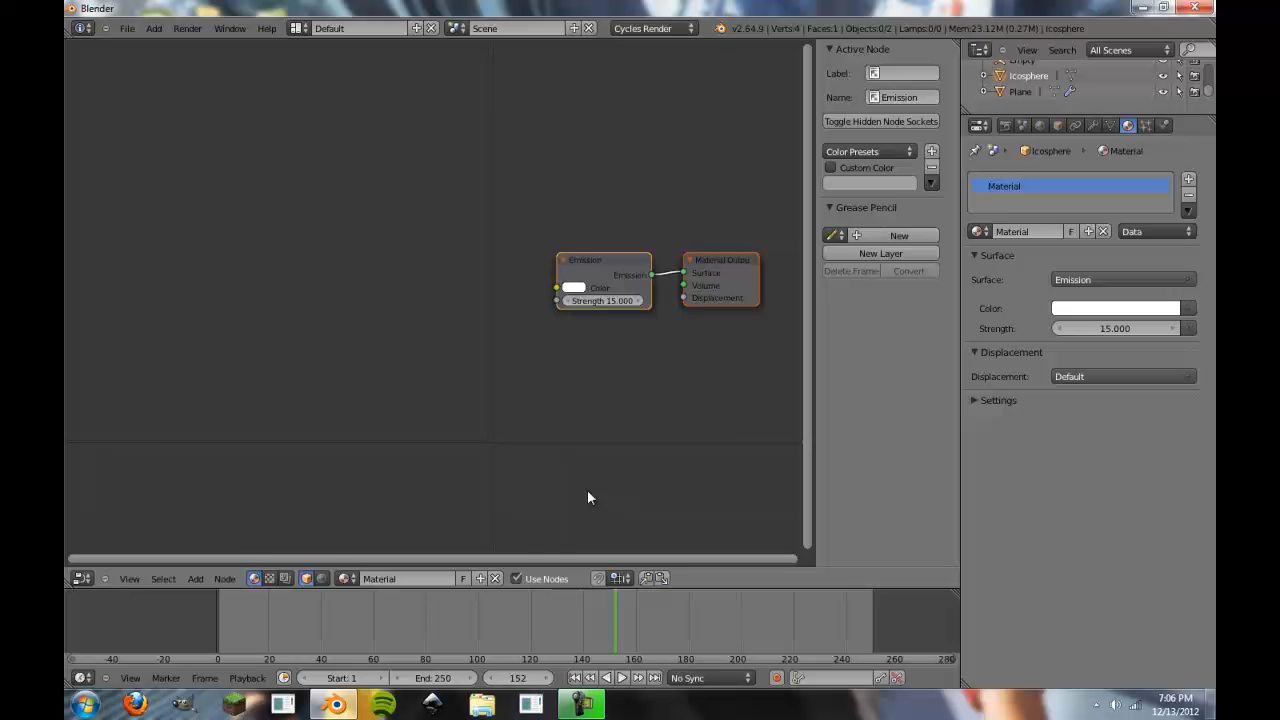 Blender
File Add Render Window Help Default Scene Cycles Render v2.64.9 | Verts:4 | Faces:1 | Objects:0/2 | Lamps:0/0 | Mem:23.12M (0.27M) | Icosphere
Active Node
Label:
Name: Emission
Toggle Hidden Node Sockets
Color Presets
Custom Color
Grease Pencil
New
New Layer
Delete Frame Convert
View Search All Scenes
Empty
Icosphere
Plane
Icosphere Material
Material
Material F Data
Surface
Surface: Emission
Color:
Strength: 15.000
Displacement
Displacement: Default
Settings
Emission
Emission
Color
Strength 15.000
Material Outpu
Surface
Volume
Displacement
View Select Add Node Material F Use Nodes
-40 -20 0 20 40 60 80 100 120 140 160 180 200 220 240 260 280
View Marker Frame Playback Start: 1 End: 250 152 No Sync
7:06 PM
12/13/2012